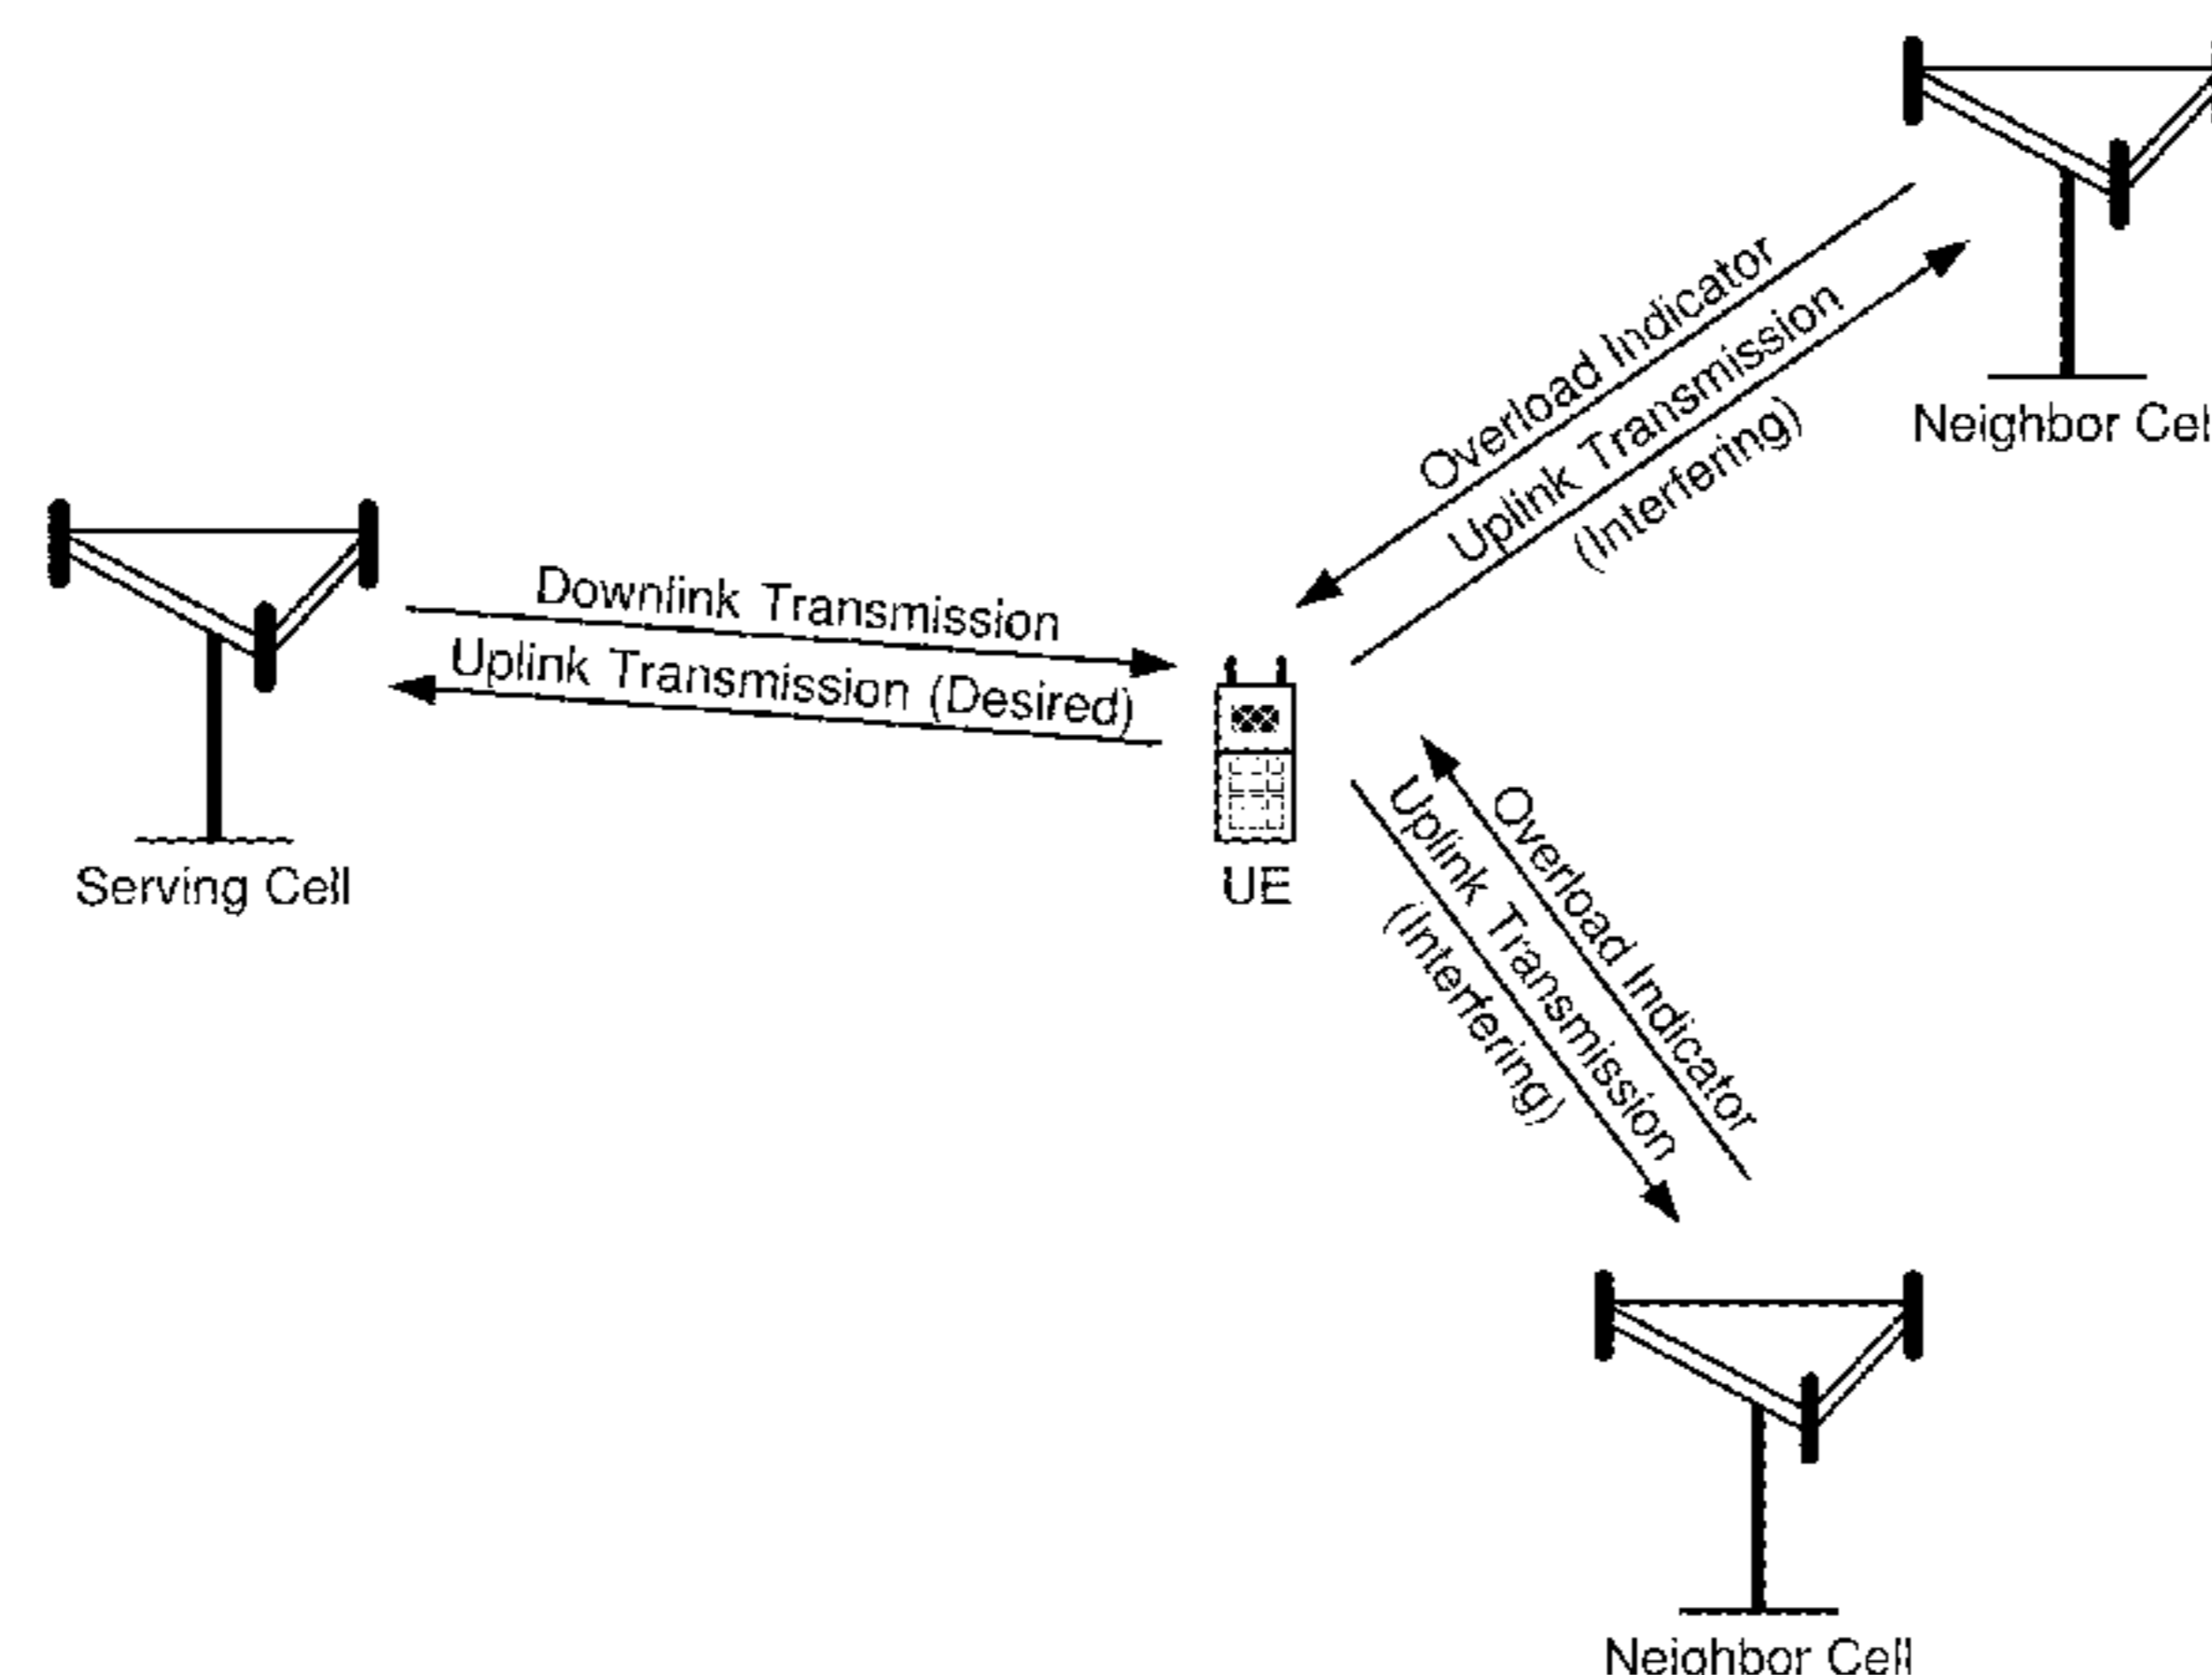 Overload Indicator
Uplink Transmission
(Interfering)
Neighbor Cell
Downlink Transmission
Uplink Transmission (Desired)
Serving Cell
UE
Overload Indicator
Uplink Transmission
(Interfering)
Neighbor Cell